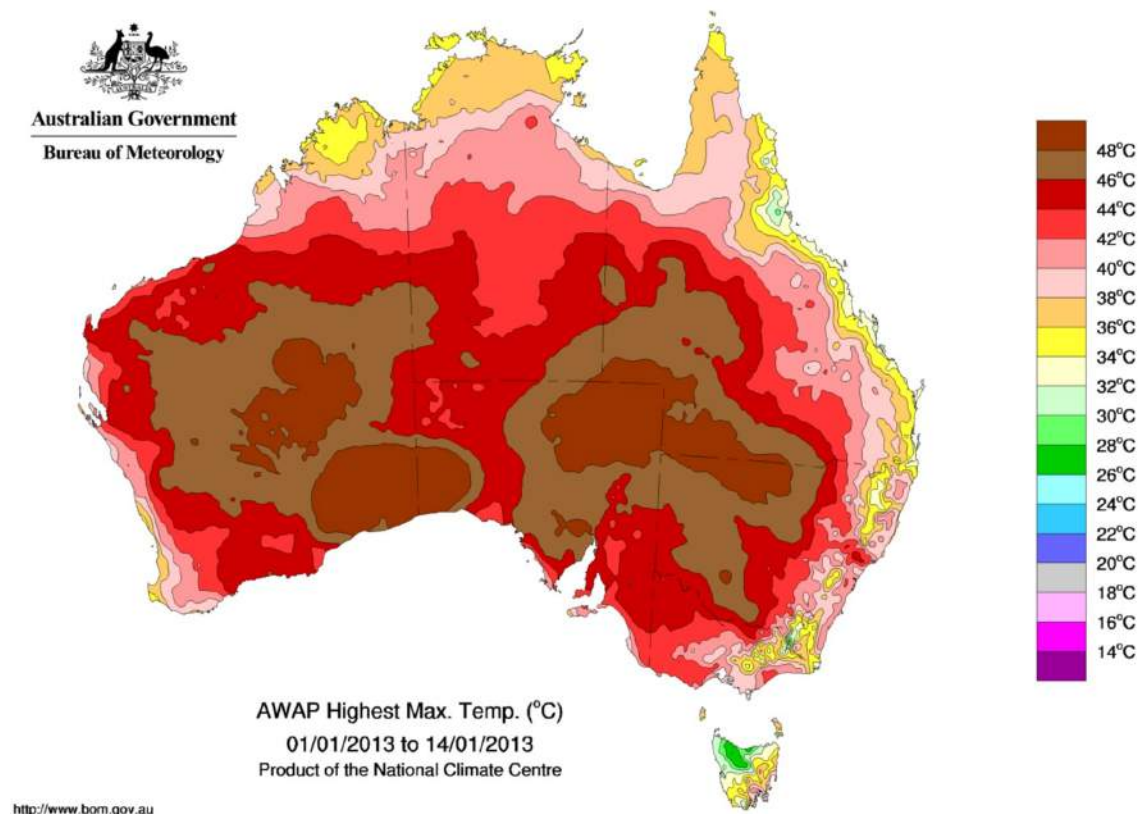 Australian Government
Bureau of Meteorology
48°C
46°C
44°C
42°C
40°C
38°C
36°C
34°C
32°C
30°C
28°C
26°C
24°C
22°C
20°C
18°C
16°C
14°C
AWAP Highest Max. Temp. (°C)
01/01/2013 to 14/01/2013
Product of the National Climate Centre
http://www.bom.gov.au